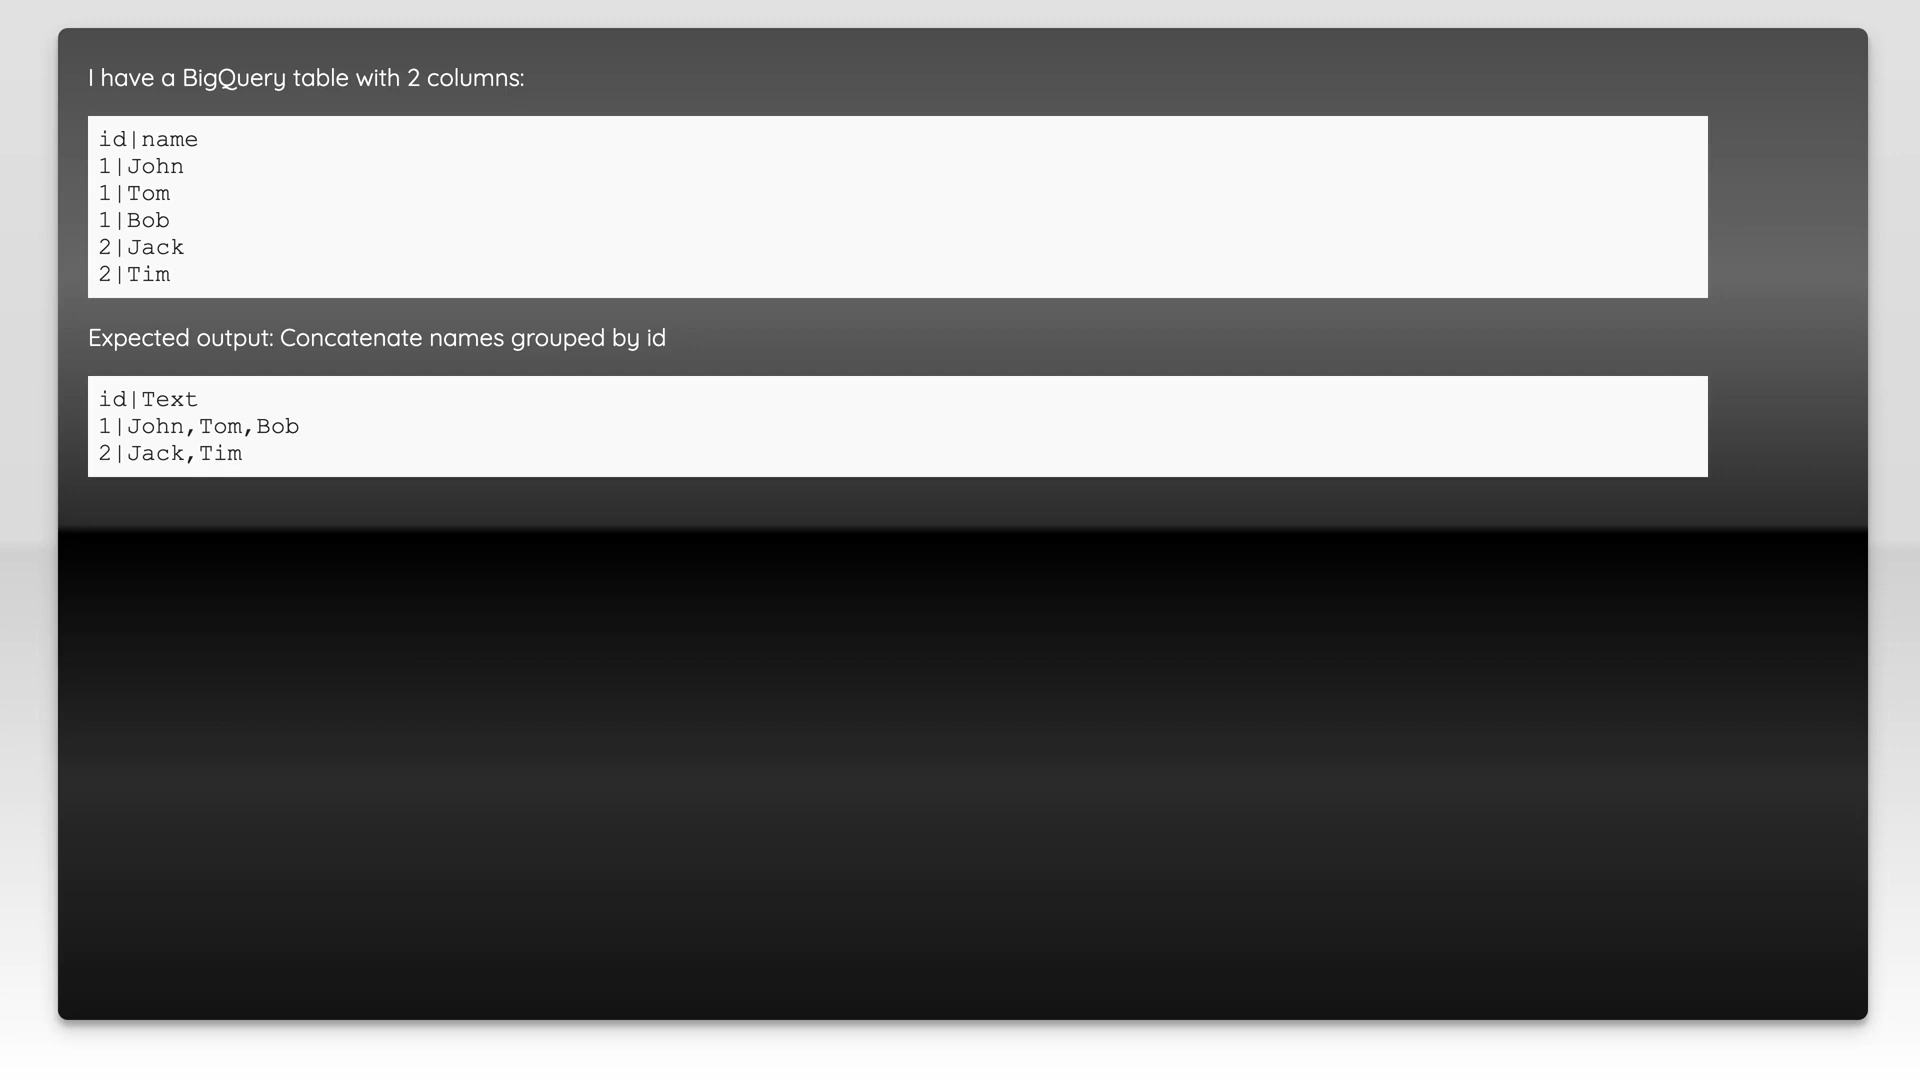 I have a BigQuery table with 2 columns:
id|name
1|John
1|Tom
1|Bob
2|Jack
2|Tim
Expected output: Concatenate names grouped by id
id|Text
1|John,Tom,Bob
2|Jack,Tim